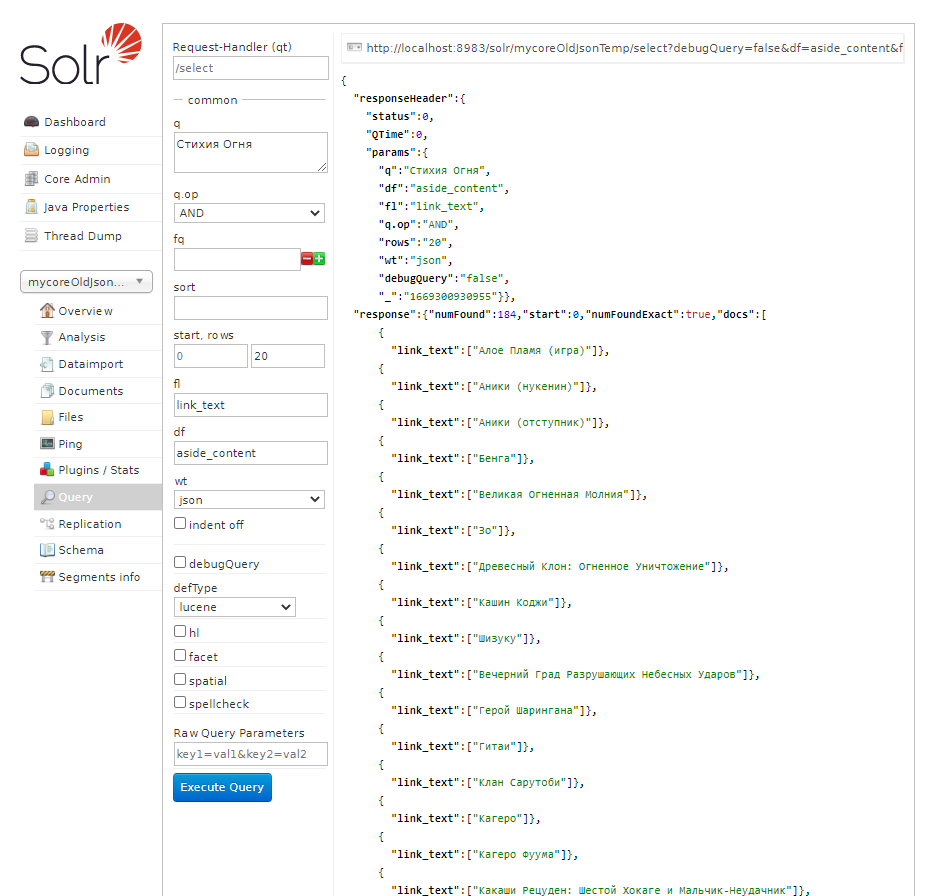 Solr
Dashboard
Logging
Core Admin
Java Properties
Thread Dump
mycoreOldJson...
Overview
Analysis
Dataimport
Documents
Files
Ping
Plugins / Stats
Query
Replication
Schema
Segments info
Request-Handler (qt)
/select
common
q
Стихия Огня
q.op
AND
fq
sort
start, rows
0 20
fl
link_text
df
aside_content
wt
json
indent off
debugQuery
defType
lucene
hl
facet
spatial
spellcheck
Raw Query Parameters
key1=val1&key2=val2
Execute Query
http://localhost:8983/solr/mycoreOldJsonTemp/select?debugQuery=false&df=aside_content&f
{
"responseHeader":{
"status":0,
"QTime":0,
"params":{
"q":"Стихия Огня",
"df":"aside_content",
"fl":"link_text",
"q.op":"AND",
"rows":"20",
"wt":"json",
"debugQuery":"false",
"_":"1669300930955"}},
"response":{"numFound":184,"start":0,"numFoundExact":true,"docs":[
{
"link_text":["Алое Пламя (игра)"]},
{
"link_text":["Аники (нукенин)"]},
{
"link_text":["Аники (отступник)"]},
{
"link_text":["Бенга"]},
{
"link_text":["Великая Огненная Молния"]},
{
"link_text":["Зо"]},
{
"link_text":["Древесный Клон: Огненное Уничтожение"]},
{
"link_text":["Кашин Коджи"]},
{
"link_text":["Шизуку"]},
{
"link_text":["Вечерний Град Разрушающих Небесных Ударов"]},
{
"link_text":["Герой Шарингана"]},
{
"link_text":["Гитаи"]},
{
"link_text":["Клан Сарутоби"]},
{
"link_text":["Кагеро"]},
{
"link_text":["Кагеро Фуума"]},
{
"link_text":["Какаши Рецуден: Шестой Хокаге и Мальчик-Неудачник"]},